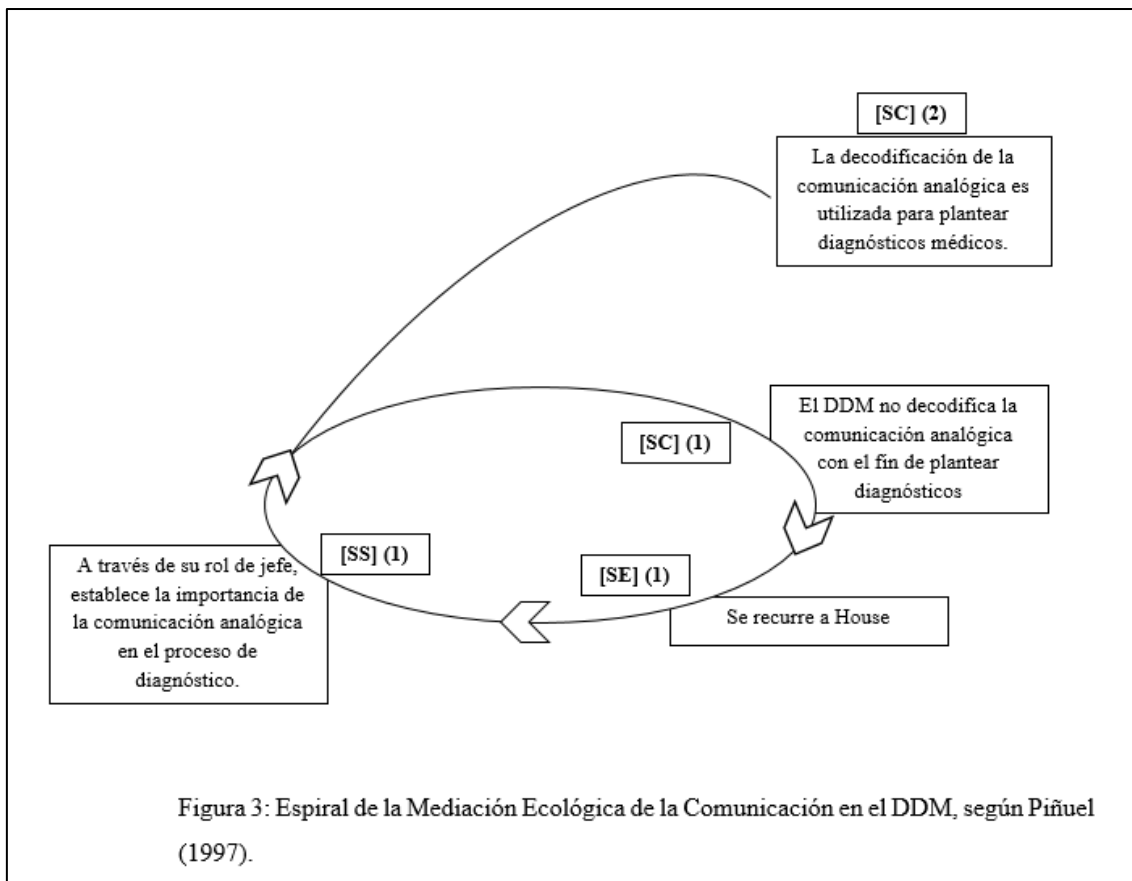 [SC] (2)
La decodificación de la
comunicación analógica es
utilizada para plantear
diagnósticos médicos.
El DDM no decodifica la
comunicación analógica
con el fin de plantear
diagnósticos
[SC] (1)
[SS] (1)
[SE] (1)
A través de su rol de jefe,
establece la importancia de
la comunicación analógica
en el proceso de
diagnóstico.
Se recurre a House
Figura 3: Espiral de la Mediación Ecológica de la Comunicación en el DDM, según Piñuel
(1997).